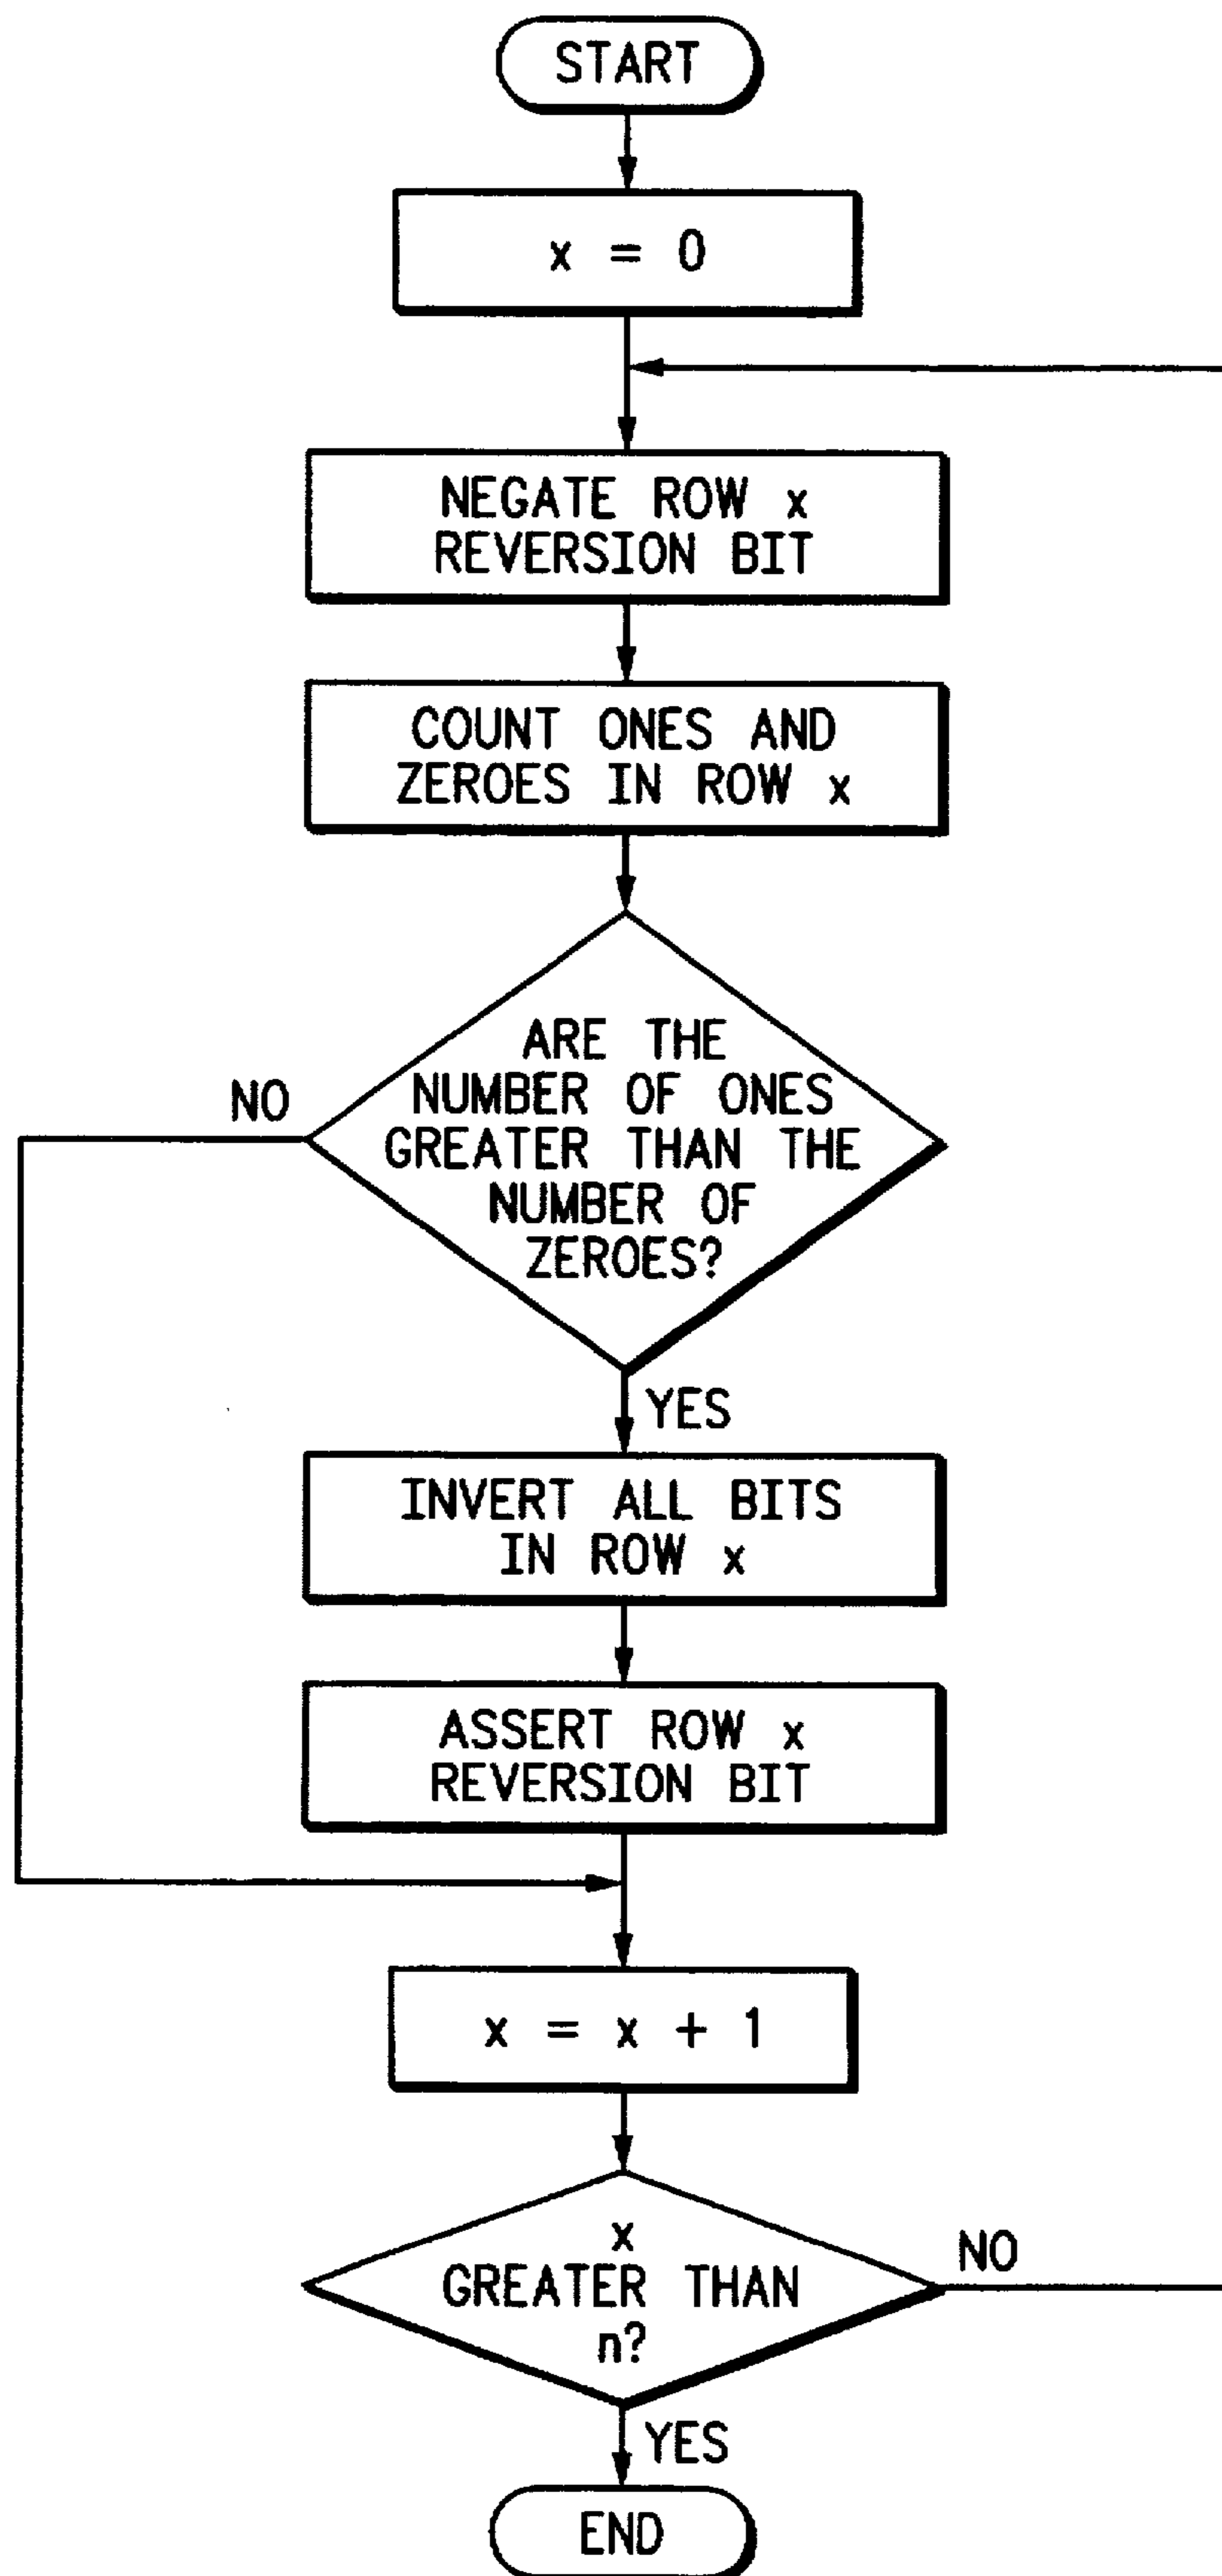 START
x = 0
NEGATE ROW x
REVERSION BIT
COUNT ONES AND
ZEROES IN ROW x
ARE THE
NUMBER OF ONES
GREATER THAN THE
NUMBER OF
ZEROES?
NO
YES
INVERT ALL BITS
IN ROW x
ASSERT ROW x
REVERSION BIT
x = x + 1
x
GREATER THAN
n?
NO
YES
END